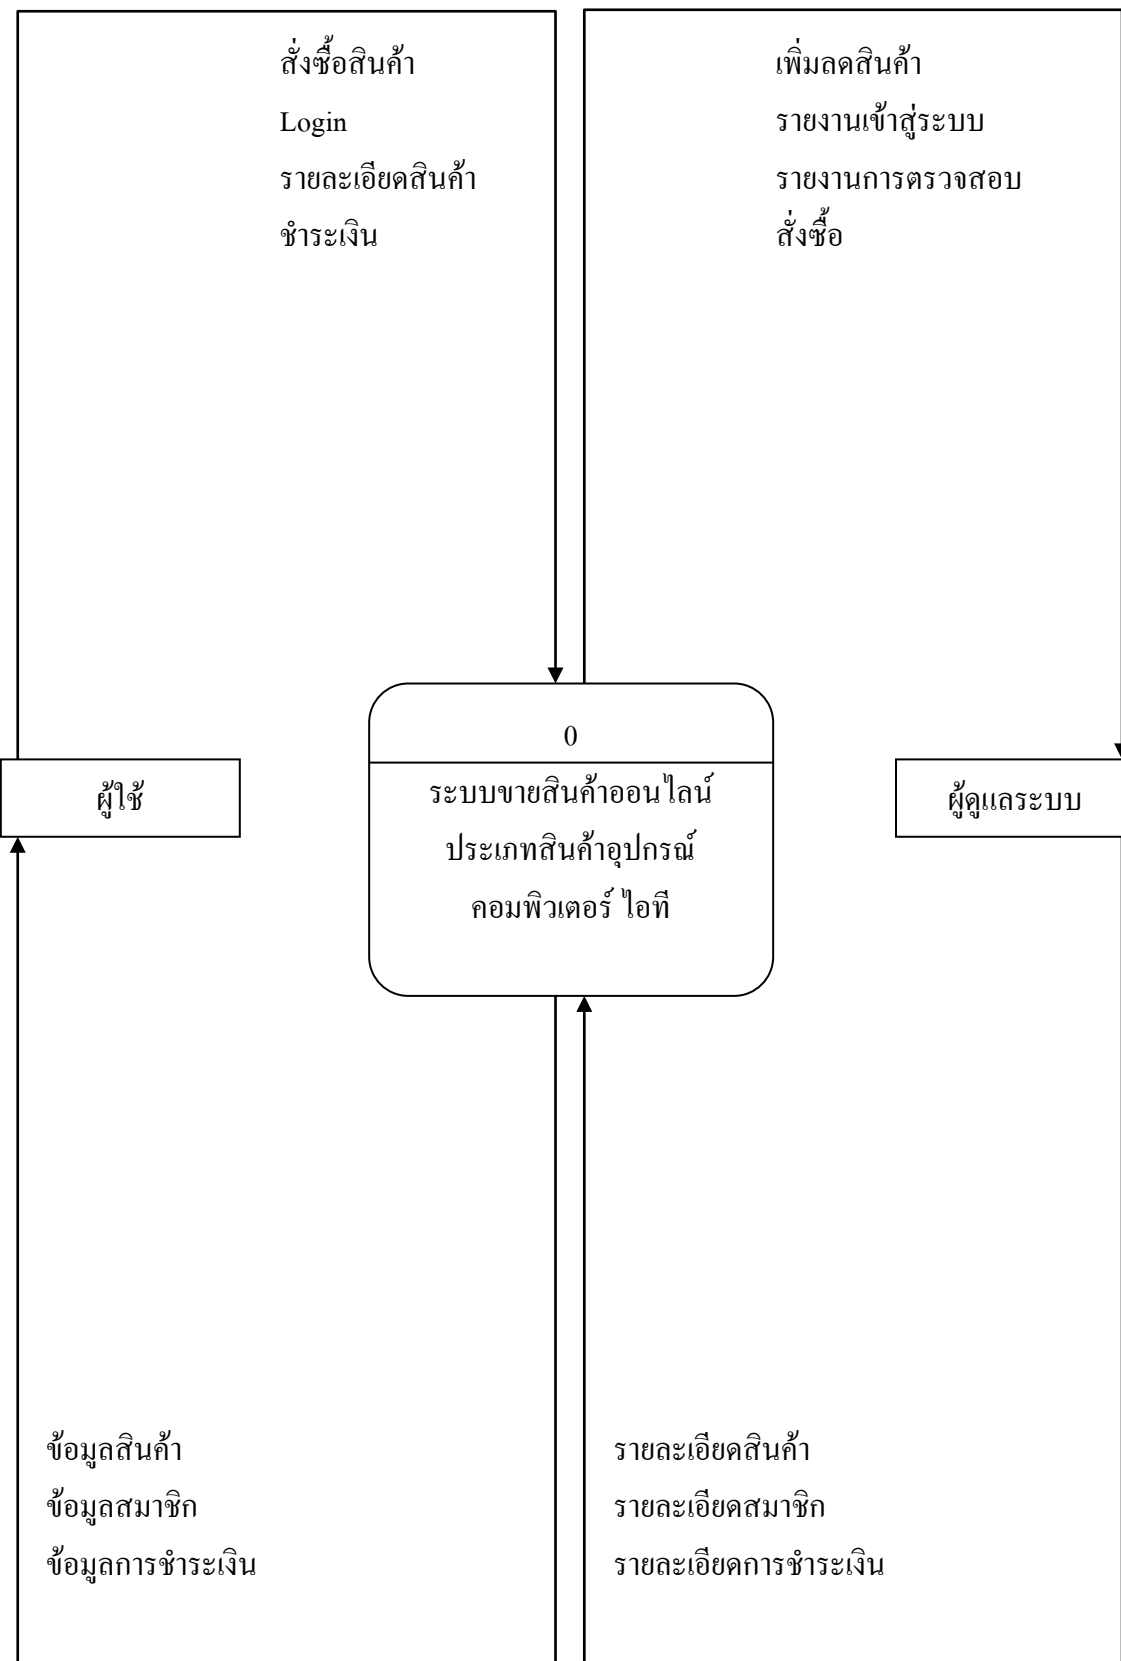 สั่งซื้อสินค้า
Login
รายละเอียดสินค้า
ชำระเงิน
เพิ่มลดสินค้า
รายงานเข้าสู่ระบบ
รายงานการตรวจสอบ
สั่งซื้อ
0
ระบบขายสินค้าออนไลน์
ประเภทสินค้าอุปกรณ์
คอมพิวเตอร์ ไอที
ผู้ใช้
ผู้ดูแลระบบ
ข้อมูลสินค้า
ข้อมูลสมาชิก
ข้อมูลการชำระเงิน
รายละเอียดสินค้า
รายละเอียดสมาชิก
รายละเอียดการชำระเงิน